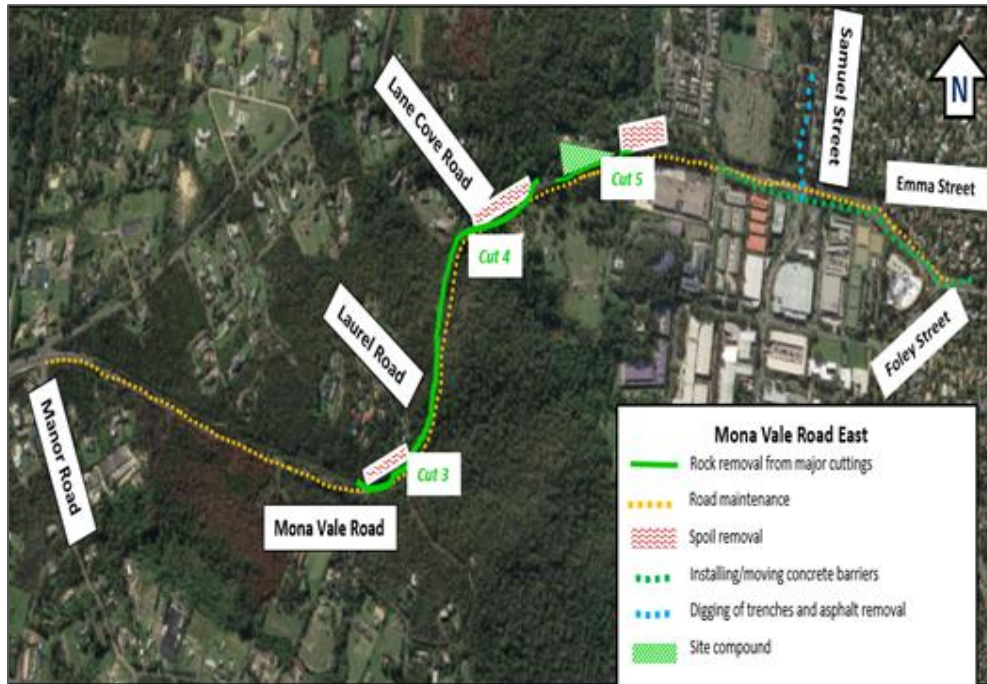 Samuel Street
N
Lane Cove Road
Emma Street
Cut 5
Cut 4
Laurel Road
Foley Street
Manor Road
Cut 3
Mona Vale Road
Mona Vale Road East
Rock removal from major cuttings
Road maintenance
Spoil removal
Installing/moving concrete barriers
Digging of trenches and asphalt removal
Site compound